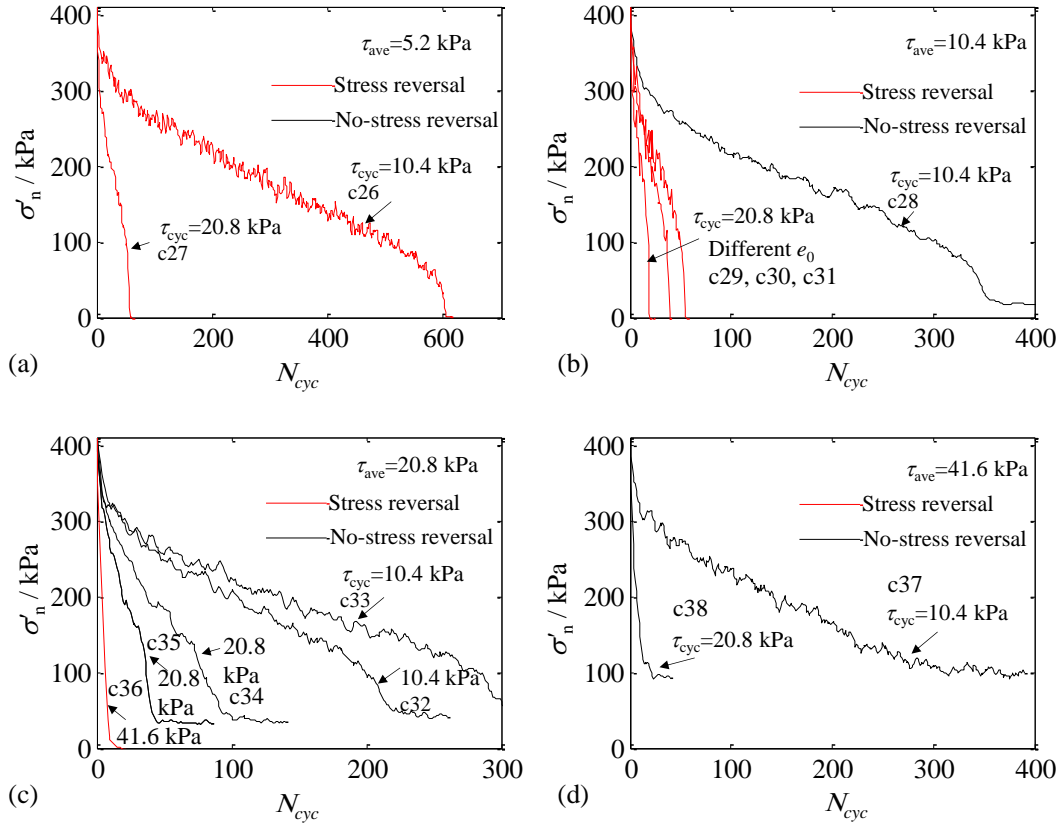 400
300
200
100
0
σ'n / kPa
τave=5.2 kPa
Stress reversal
No-stress reversal
τcyc=10.4 kPa
c26
τcyc=20.8 kPa
c27
0 200 400 600
(a)
Ncyc
400
300
200
100
0
σ'n / kPa
τave=10.4 kPa
Stress reversal
No-stress reversal
τcyc=10.4 kPa
c28
τcyc=20.8 kPa
Different e0
c29, c30, c31
0 100 200 300 400
(b)
Ncyc
400
300
200
100
0
σ'n / kPa
τave=20.8 kPa
Stress reversal
No-stress reversal
τcyc=10.4 kPa
c33
c35
20.8
kPa
c34
20.8
kPa
10.4 kPa
c32
c36
41.6 kPa
0 100 200 300
(c)
Ncyc
400
300
200
100
0
σ'n / kPa
τave=41.6 kPa
Stress reversal
No-stress reversal
c37
τcyc=10.4 kPa
c38
τcyc=20.8 kPa
0 100 200 300 400
(d)
Ncyc